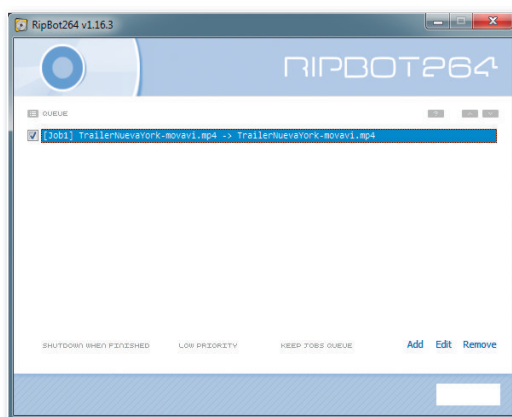 RipBot264 v1.16.3
RIPBOT264
QUEUE
?
[Job1] TrailerNuevaYork-movavi.mp4 -> TrailerNuevaYork-movavi.mp4
SHUTDOWN WHEN FINISHED LOW PRIORITY KEEP JOBS QUEUE Add Edit Remove